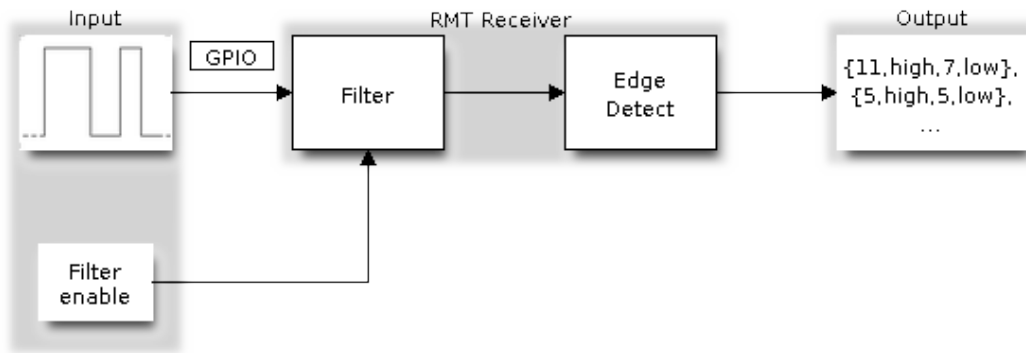 Input
RMT Receiver
Output
GPIO
Filter
Edge
Detect
{11,high,7,low},
{5,high,5,low},
...
Filter
enable